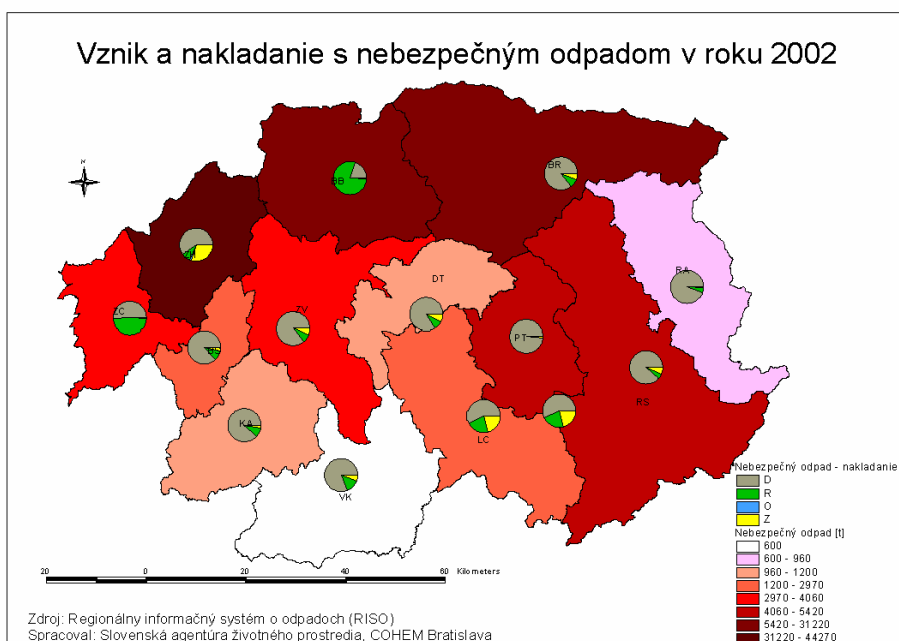 Vznik a nakladanie s nebezpečným odpadom v roku 2002
N
BB
BR
ZH
RA
DT
ZC
ZV
PT
BS
RS
KA
LC
VK
Nebezpečný odpad - nakladanie
D
R
O
Z
Nebezpečný odpad [t]
600
600 - 960
960 - 1200
1200 - 2970
2970 - 4060
4060 - 5420
5420 - 31220
31220 - 44270
20 0 20 40 60 Kilometers
Zdroj: Regionálny informačný systém o odpadoch (RISO)
Spracoval: Slovenská agentúra životného prostredia, COHEM Bratislava